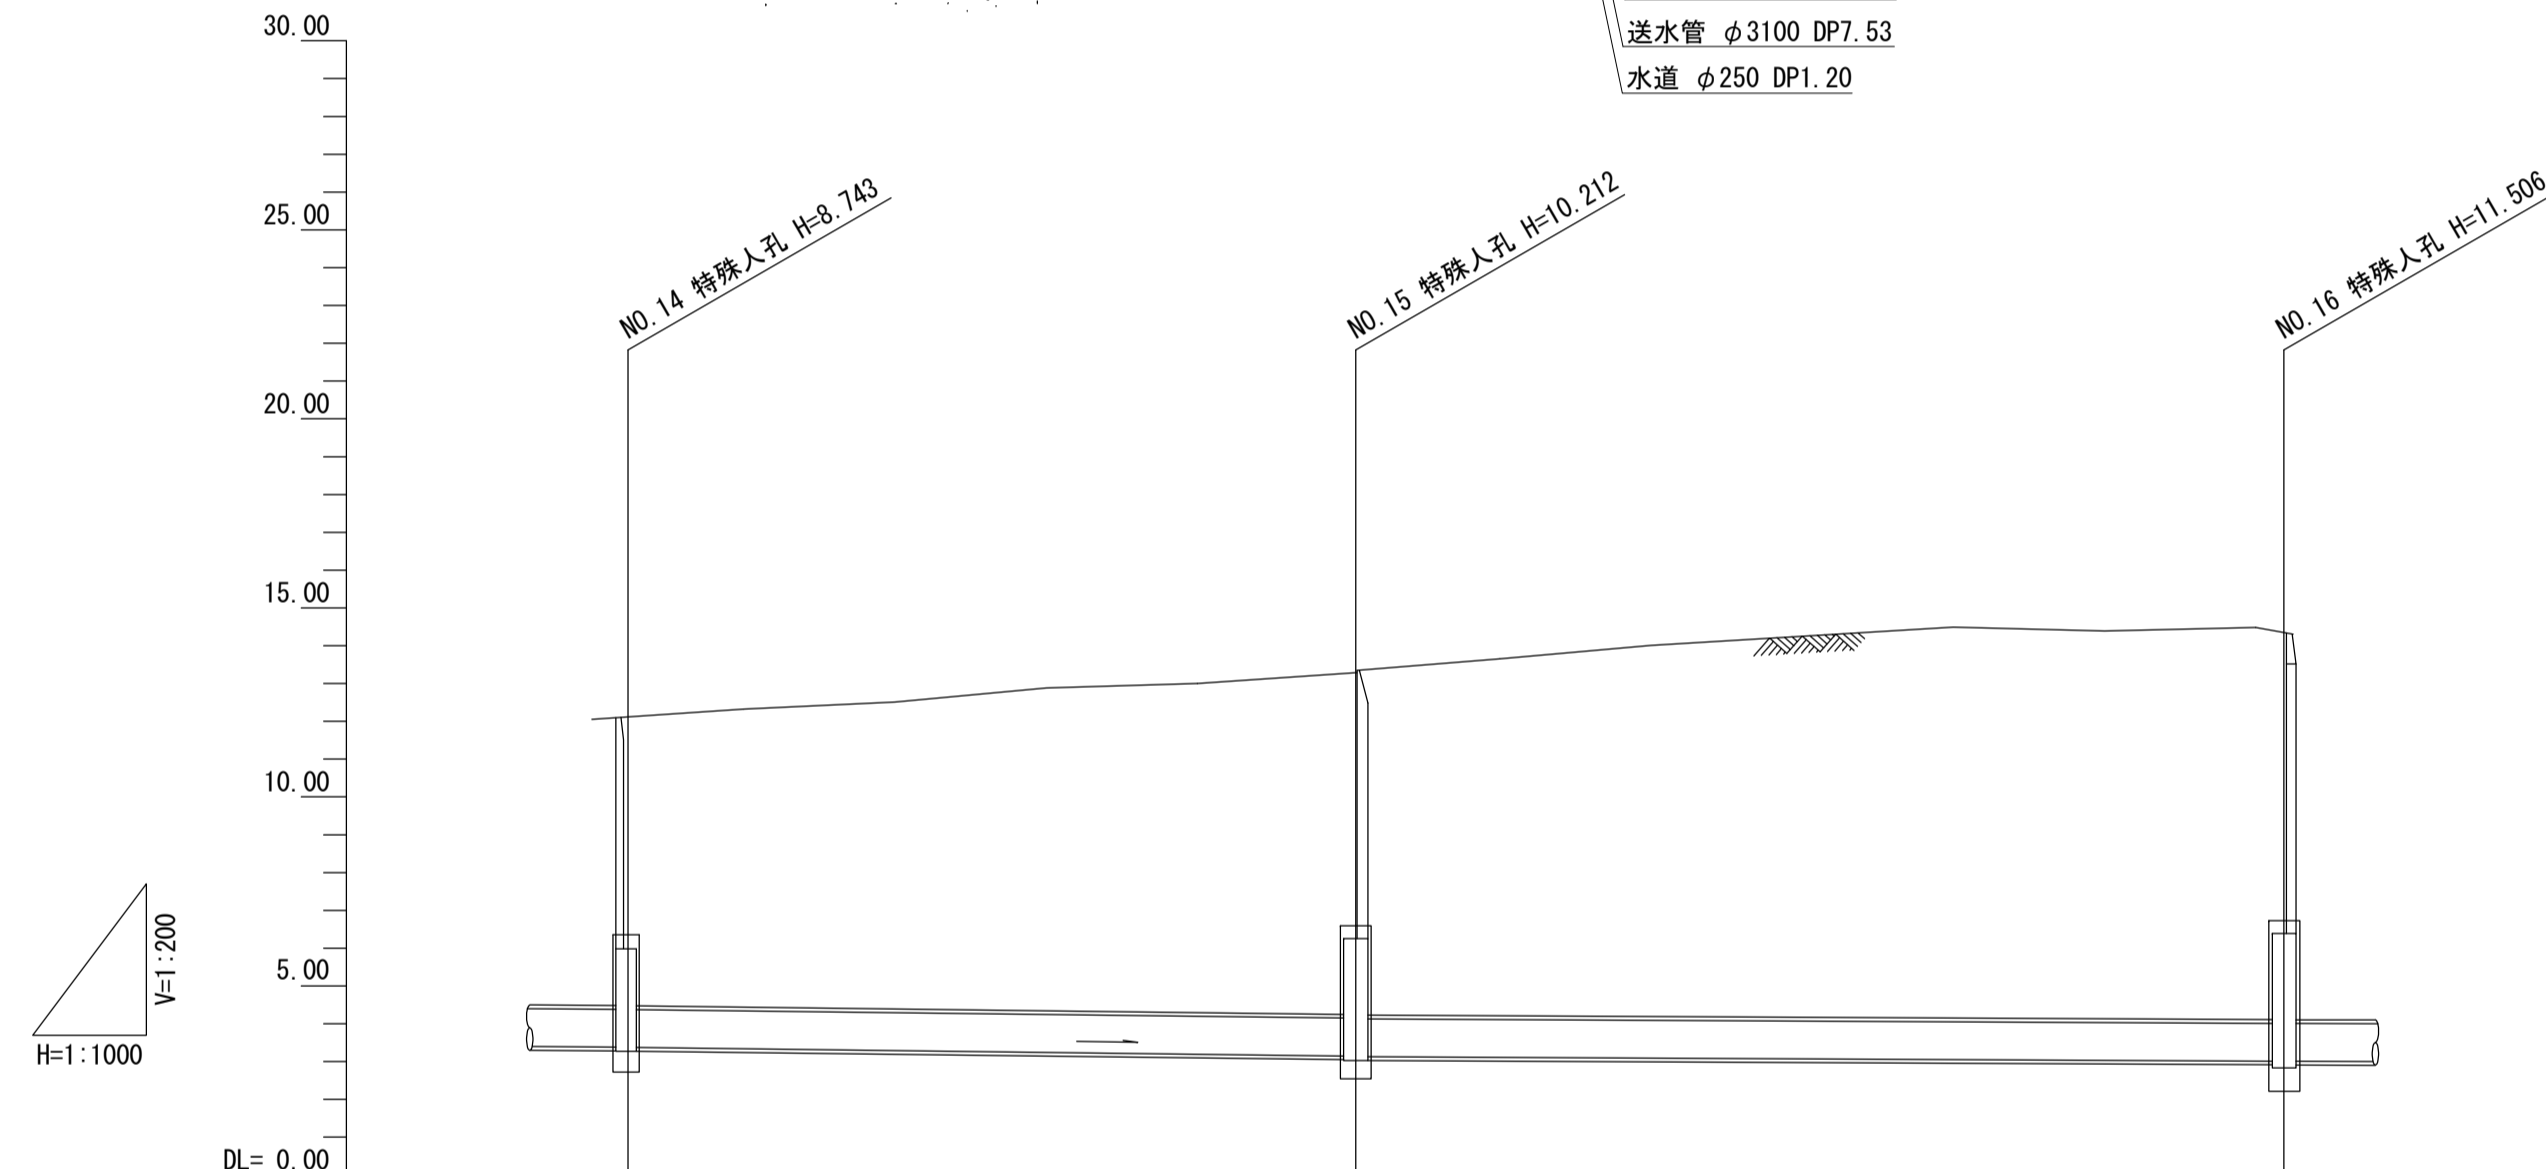 30.00
送水管 φ3100 DP7.53
水道 φ250 DP1.20
25.00
NO.14 特殊人孔 H=8.743
NO.15 特殊人孔 H=10.212
NO.16 特殊人孔 H=11.506
20.00
15.00
10.00
5.00
V=1:200
H=1:1000
DL= 0.00